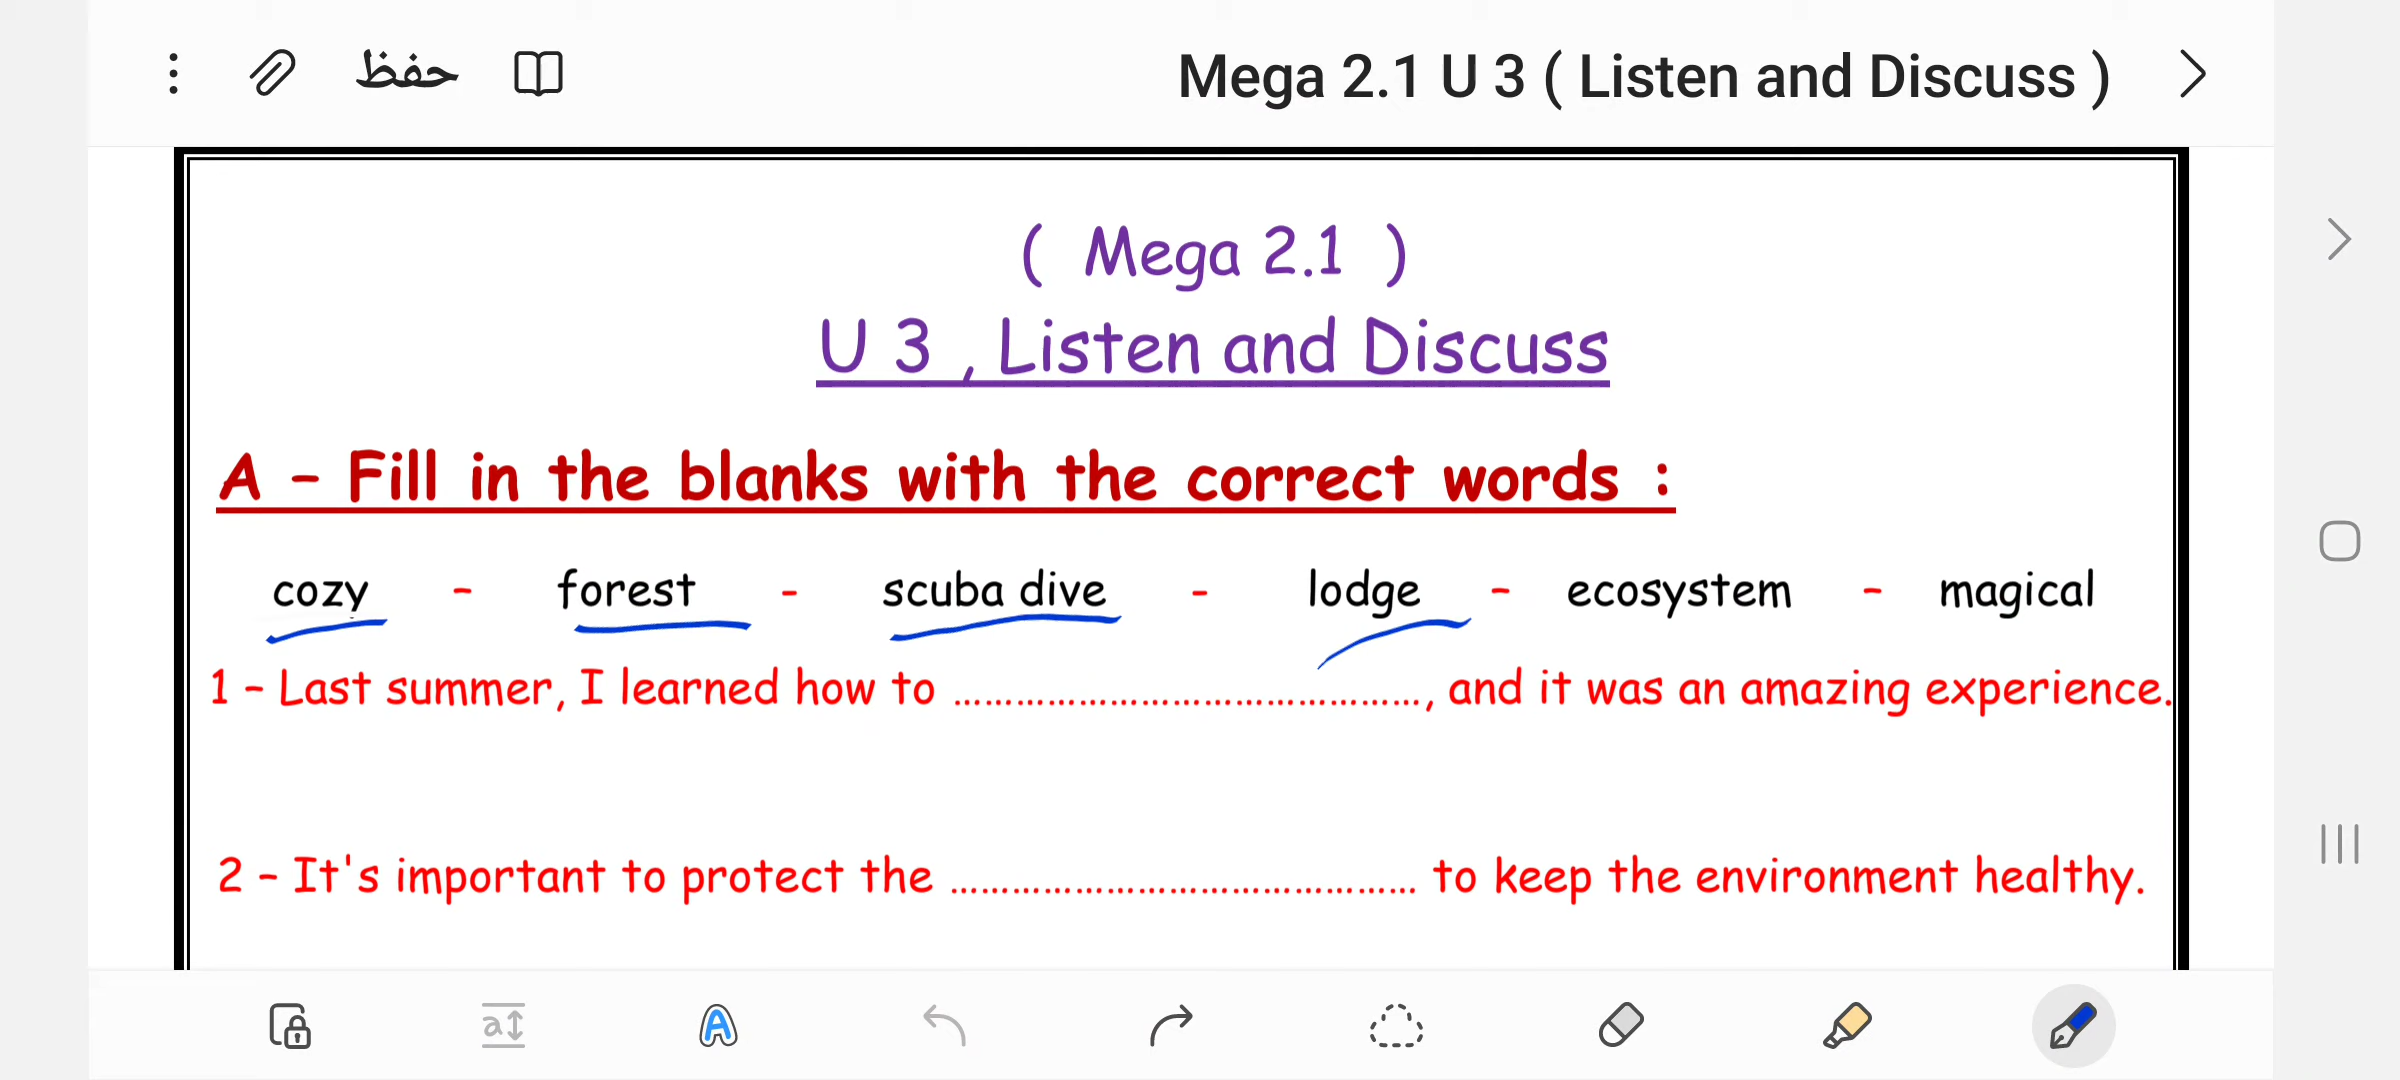 حفظ Mega 2.1 U 3 ( Listen and Discuss )
( Mega 2.1 )
U 3 , Listen and Discuss
A - Fill in the blanks with the correct words :
cozy - forest - scuba dive - lodge - ecosystem - magical
1 - Last summer, I learned how to ......................................., and it was an amazing experience.
2 - It's important to protect the ....................................... to keep the environment healthy.
a A